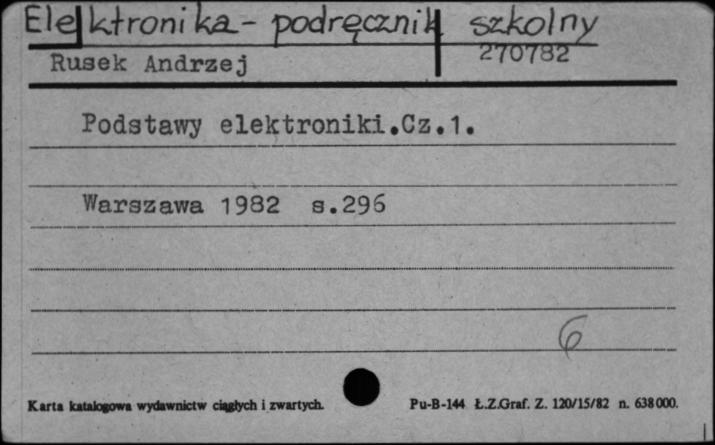 Elektronika - podręcznik szkolny
Rusek Andrzej 270782
Podstawy elektroniki.Cz.1.
Warszawa 1982 s.296
6
Karta katalogowa wydawnictw ciągłych i zwartych. Pu-B-144 Ł.Z.Graf. Z. 120/15/82 n. 638000.